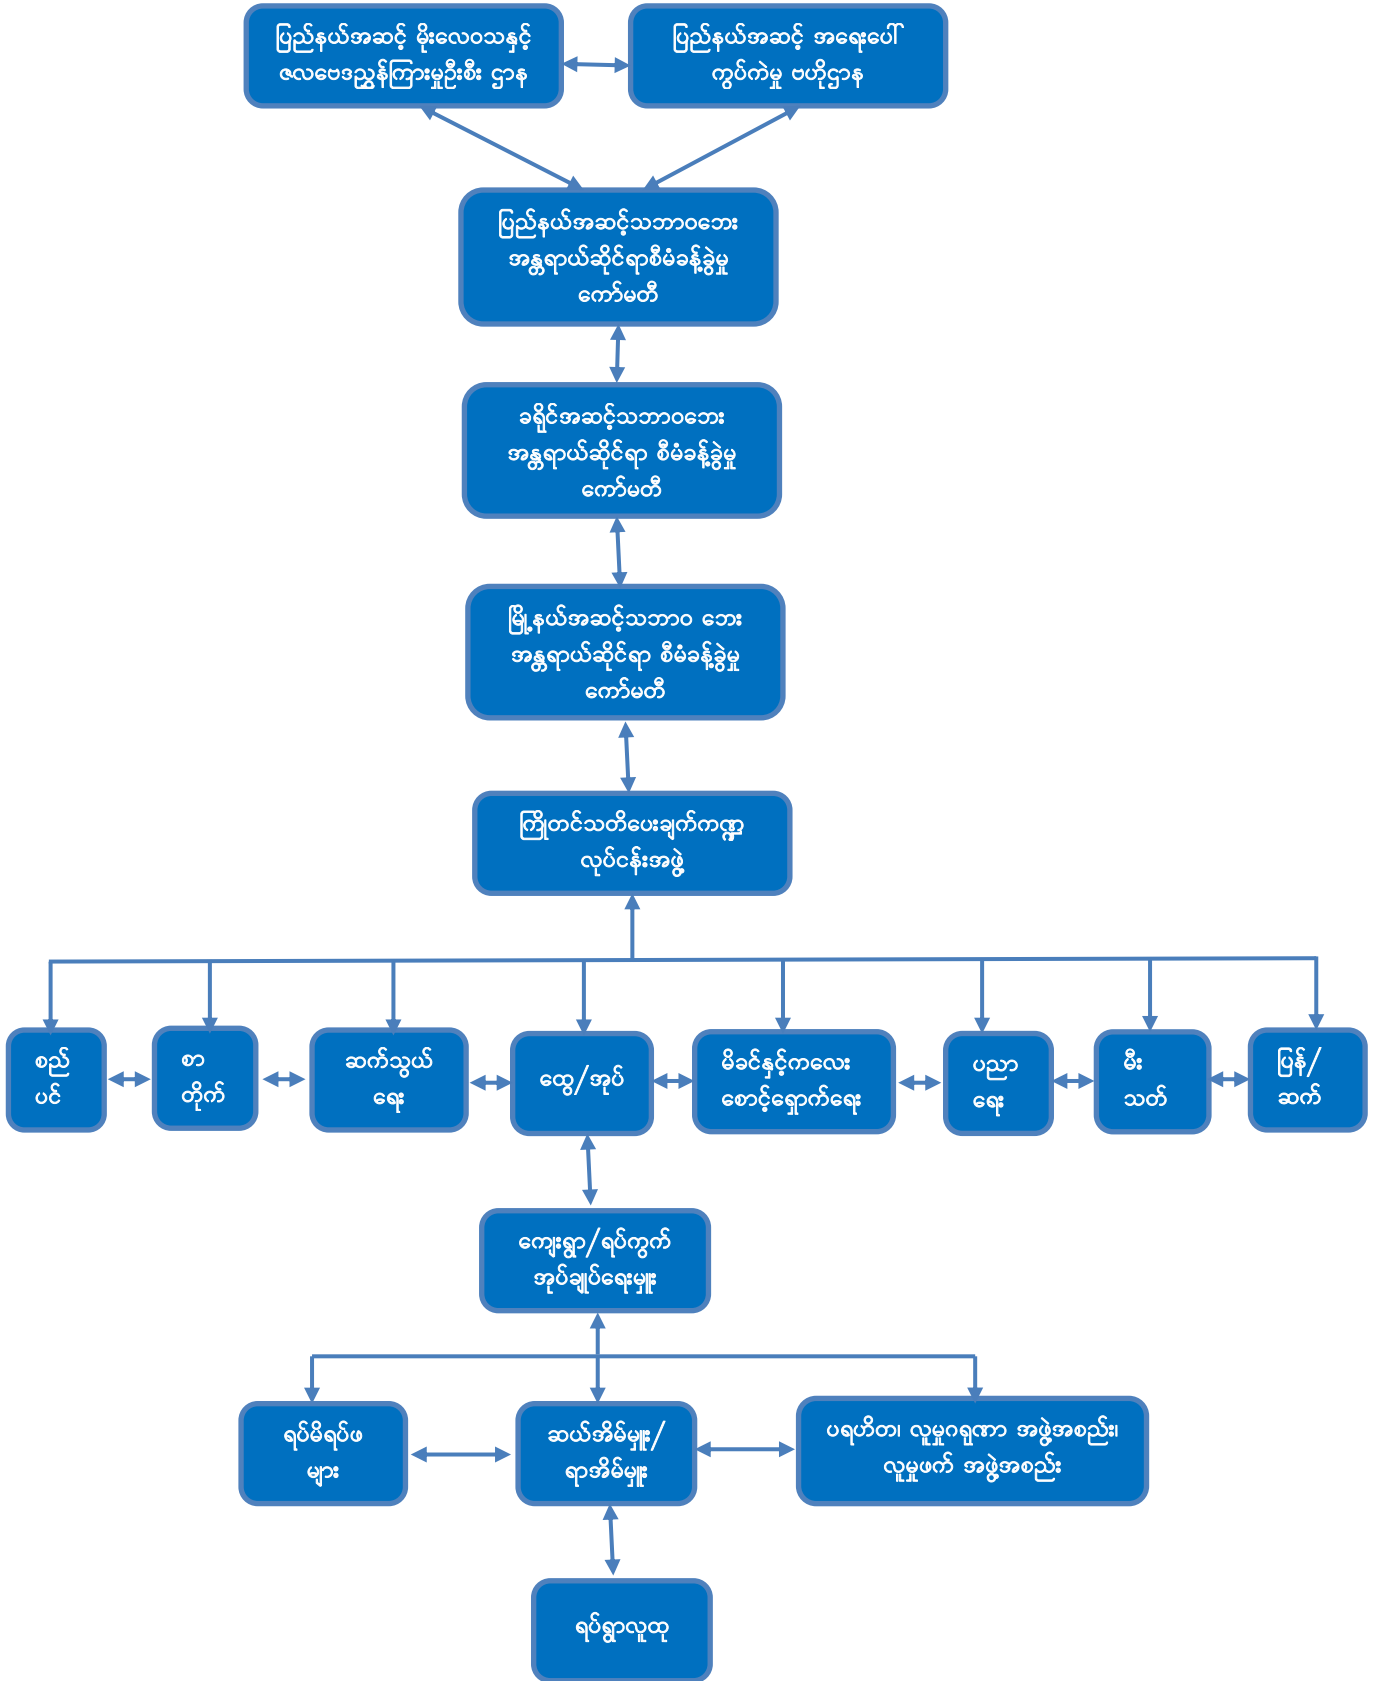 ပြည်နယ်အဆင့် မိုးလေဝသနှင့်
ဇလဗေဒညွှန်ကြားမှုဦးစီး ဌာန
ပြည်နယ်အဆင့် အရေးပေါ်
ကွပ်ကဲမှု ဗဟိုဌာန
ပြည်နယ်အဆင့်သဘာဝဘေး
အန္တရာယ်ဆိုင်ရာစီမံခန့်ခွဲမှု
ကော်မတီ
ခရိုင်အဆင့်သဘာဝဘေး
အန္တရာယ်ဆိုင်ရာ စီမံခန့်ခွဲမှု
ကော်မတီ
မြို့နယ်အဆင့်သဘာဝ ဘေး
အန္တရာယ်ဆိုင်ရာ စီမံခန့်ခွဲမှု
ကော်မတီ
ကြိုတင်သတိပေးချက်ကဏ္ဍ
လုပ်ငန်းအဖွဲ့
စည်
ပင်
စာ
တိုက်
ဆက်သွယ်
ရေး
ထွေ/အုပ်
မိခင်နှင့်ကလေး
စောင့်ရှောက်ရေး
ပညာ
ရေး
မီး
သတ်
ပြန်/
ဆက်
ကျေးရွာ/ရပ်ကွက်
အုပ်ချုပ်ရေးမှူး
ရပ်မိရပ်ဖ
များ
ဆယ်အိမ်မှူး/
ရာအိမ်မှူး
ပရဟိတ၊ လူမှုဂရုဏာ အဖွဲ့အစည်း၊
လူမှုဖက် အဖွဲ့အစည်း
ရပ်ရွာလူထု